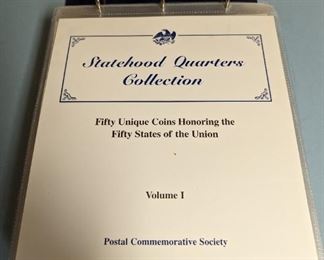 Statehood Quarters
Collection
Fifty Unique Coins Honoring the
Fifty States of the Union
Volume I
Postal Commemorative Society